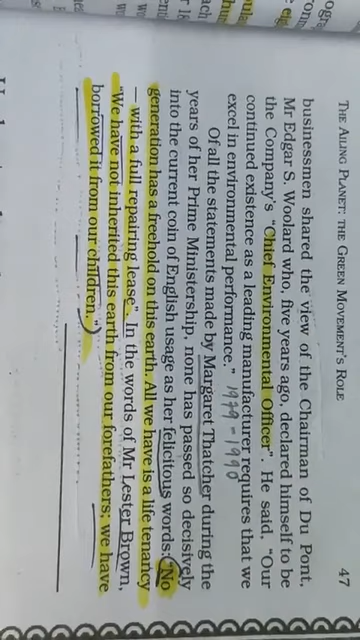 THE AILING PLANET: THE GREEN MOVEMENT'S ROLE 47
businessmen shared the view of the Chairman of Du Pont,
Mr Edgar S. Woolard who, five years ago, declared himself to be
the Company's "Chief Environmental Officer". He said, "Our
continued existence as a leading manufacturer requires that we
excel in environmental performance." 1979-1990
Of all the statements made by Margaret Thatcher during the
years of her Prime Ministership, none has passed so decisively
into the current coin of English usage as her felicitous words: "No
generation has a freehold on this earth. All we have is a life tenancy
— with a full repairing lease". In the words of Mr Lester Brown,
"We have not inherited this earth from our forefathers; we have
borrowed it from our children."